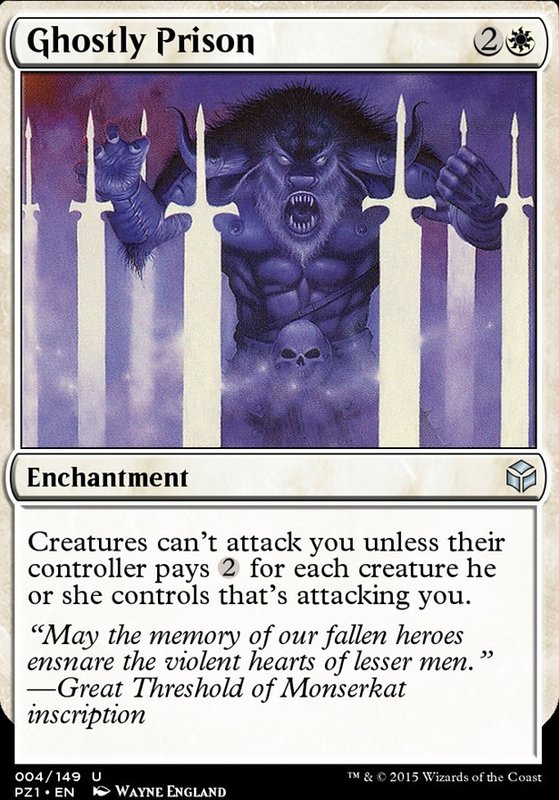 Ghostly Prison 2
Enchantment
Creatures can't attack you unless their
controller pays 2 for each creature he
or she controls that's attacking you.
“May the memory of our fallen heroes
ensnare the violent hearts of lesser men.”
—Great Threshold of Monserkat
inscription
004/149 U
PZ1 • EN Wayne England
™ & © 2015 Wizards of the Coast